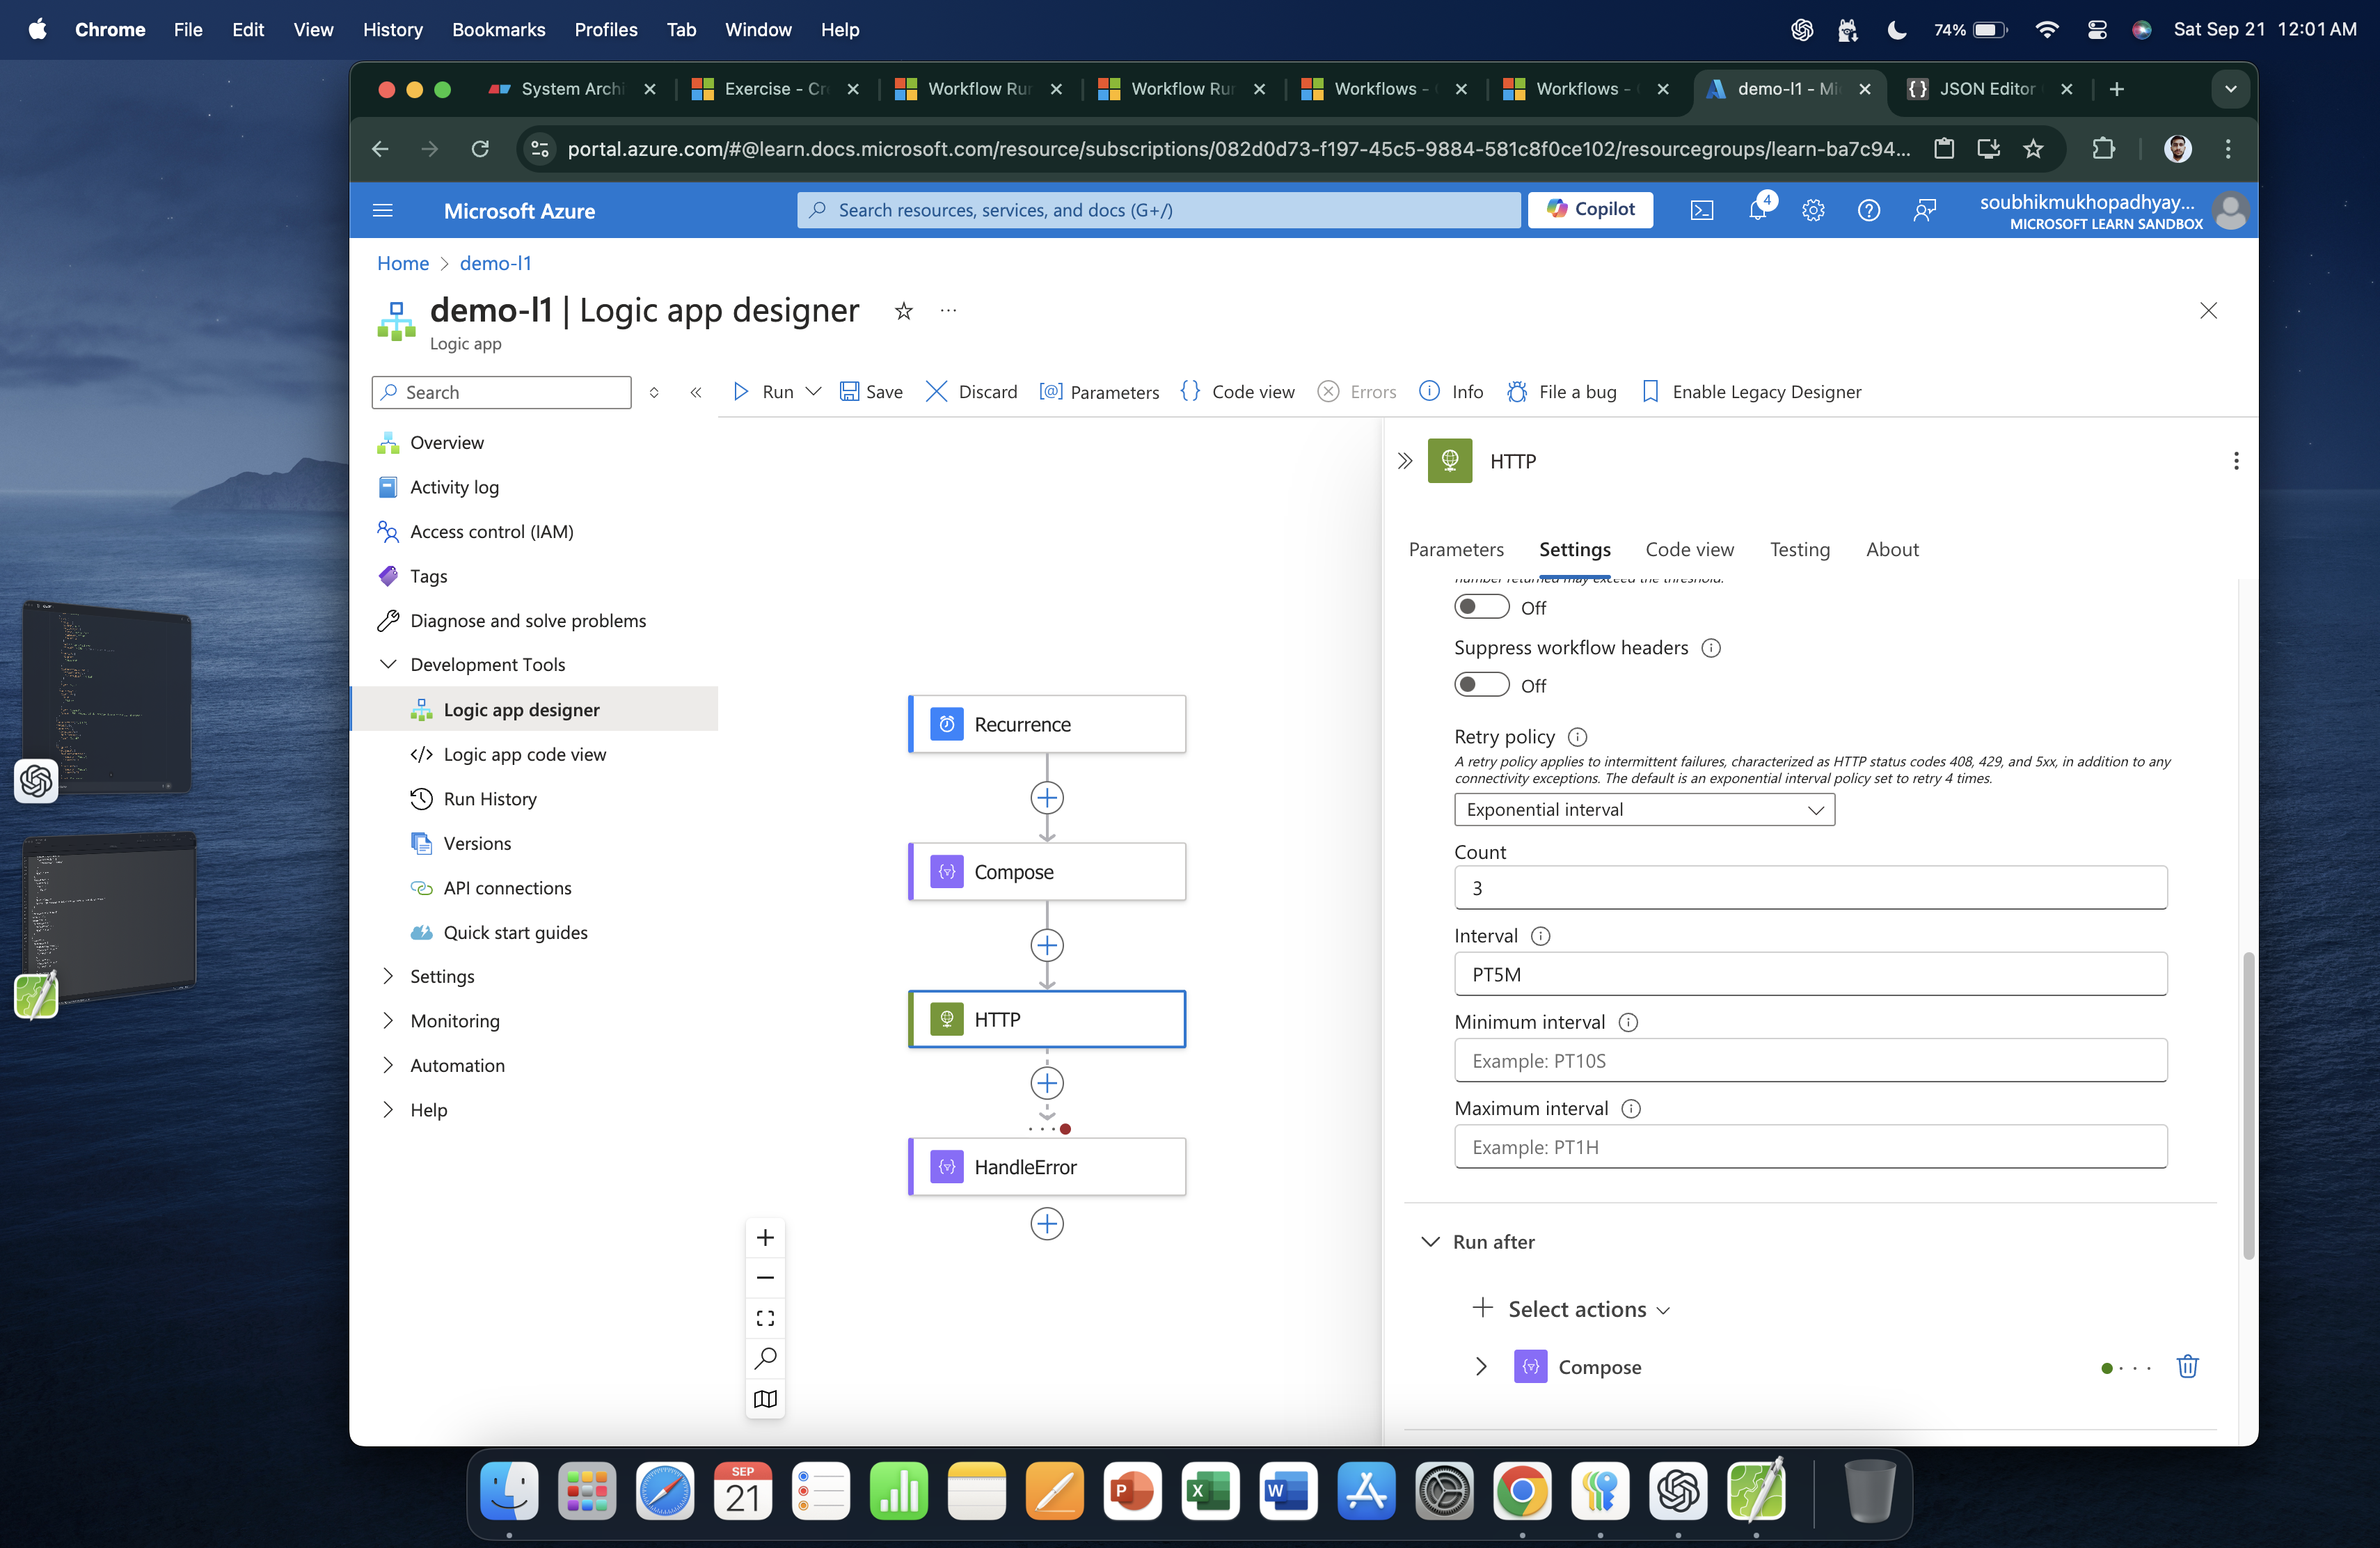 Chrome File Edit View History Bookmarks Profiles Tab Window Help
74% Sat Sep 21 12:01 AM
System Archi
Exercise - Cr
Workflow Rur
Workflow Rur
Workflows -
Workflows -
demo-l1 - Mi
JSON Editor
portal.azure.com/#@learn.docs.microsoft.com/resource/subscriptions/082d0d73-f197-45c5-9884-581c8f0ce102/resourcegroups/learn-ba7c94...
Microsoft Azure
Search resources, services, and docs (G+/)
Copilot
4
soubhikmukhopadhyay...
MICROSOFT LEARN SANDBOX
Home > demo-l1
demo-l1 | Logic app designer
Logic app
Search
Run
Save
Discard
Parameters
Code view
Errors
Info
File a bug
Enable Legacy Designer
Overview
Activity log
Access control (IAM)
Tags
Diagnose and solve problems
Development Tools
Logic app designer
Logic app code view
Run History
Versions
API connections
Quick start guides
Settings
Monitoring
Automation
Help
Recurrence
Compose
HTTP
HandleError
HTTP
Parameters Settings Code view Testing About
number returned may exceed the threshold.
Off
Suppress workflow headers
Off
Retry policy
A retry policy applies to intermittent failures, characterized as HTTP status codes 408, 429, and 5xx, in addition to any
connectivity exceptions. The default is an exponential interval policy set to retry 4 times.
Exponential interval
Count
3
Interval
PT5M
Minimum interval
Example: PT10S
Maximum interval
Example: PT1H
Run after
Select actions
Compose
SEP
21